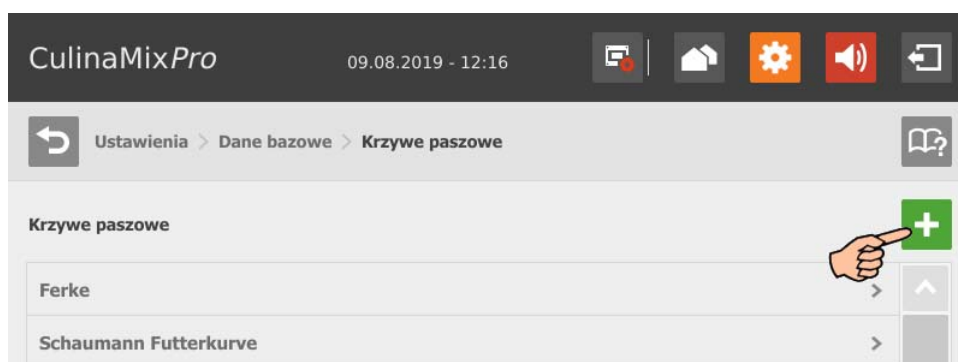 CulinaMixPro 09.08.2019 - 12:16
Ustawienia > Dane bazowe > Krzywe paszowe
Krzywe paszowe
Ferke
Schaumann Futterkurve